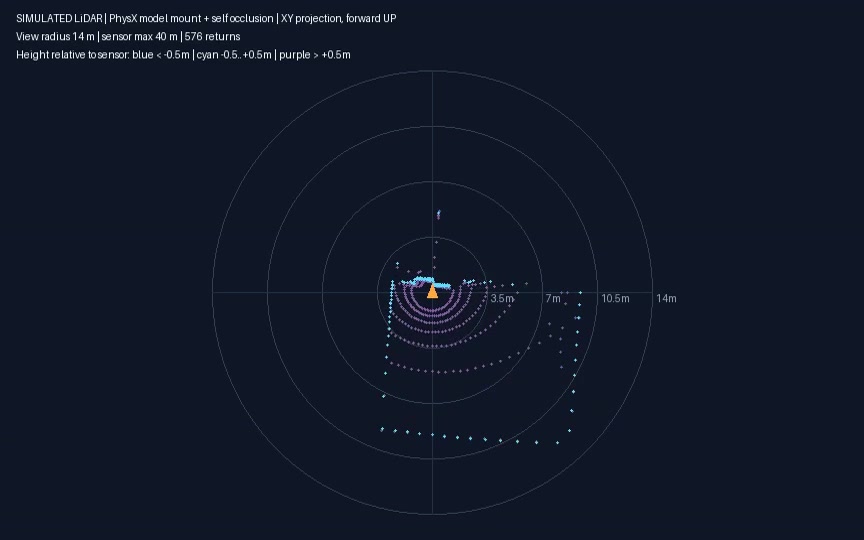 SIMULATED LiDAR | PhysX model mount + self occlusion | XY projection, forward UP
View radius 14 m | sensor max 40 m | 576 returns
Height relative to sensor: blue < -0.5m | cyan -0.5..+0.5m | purple > +0.5m
3.5m 7m 10.5m 14m